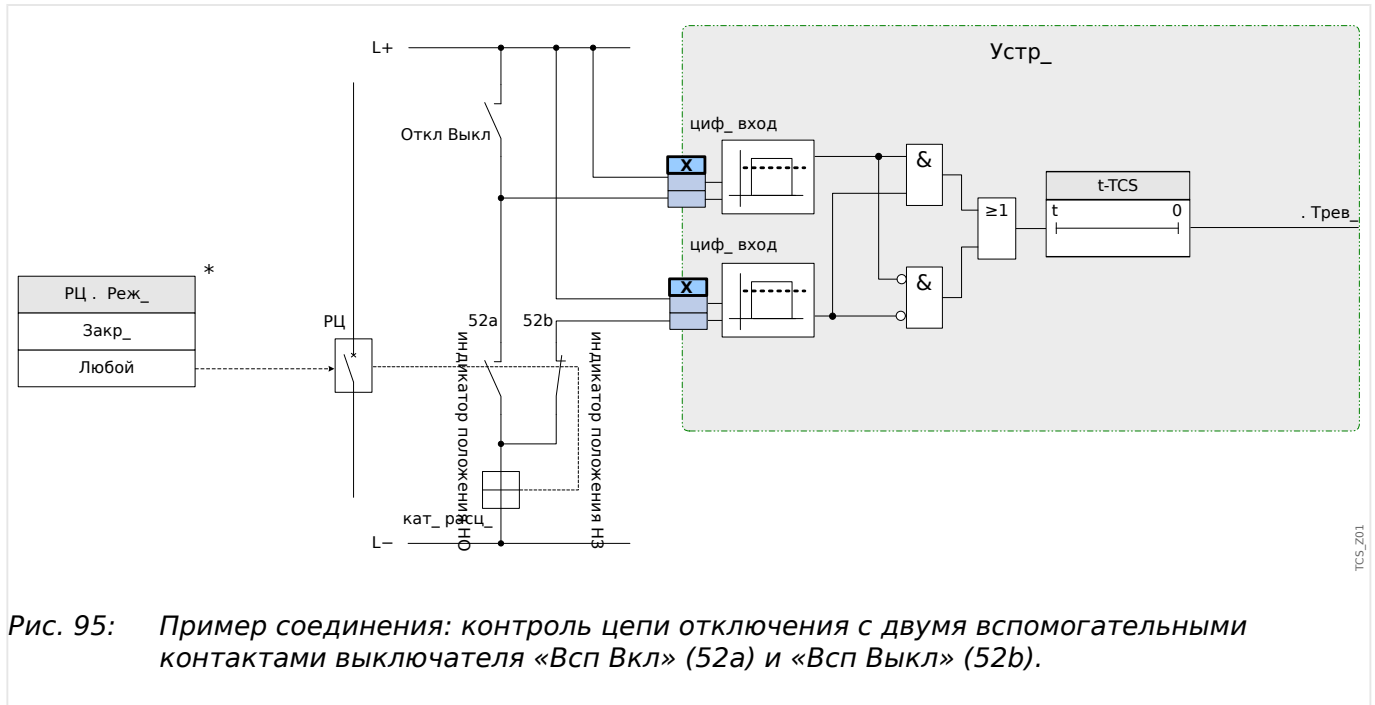 L+
Устр_
циф_ вход
Откл Выкл
X
&
t-TCS
≥1
t 0
. Трев_
циф_ вход
*
X
&
РЦ . Реж_
Закр_
Любой
РЦ
52a 52b
индикатор положения НО
индикатор положения НЗ
кат_ расц_
L−
TCS_Z01
Рис. 95: Пример соединения: контроль цепи отключения с двумя вспомогательными
контактами выключателя «Всп Вкл» (52a) и «Всп Выкл» (52b).